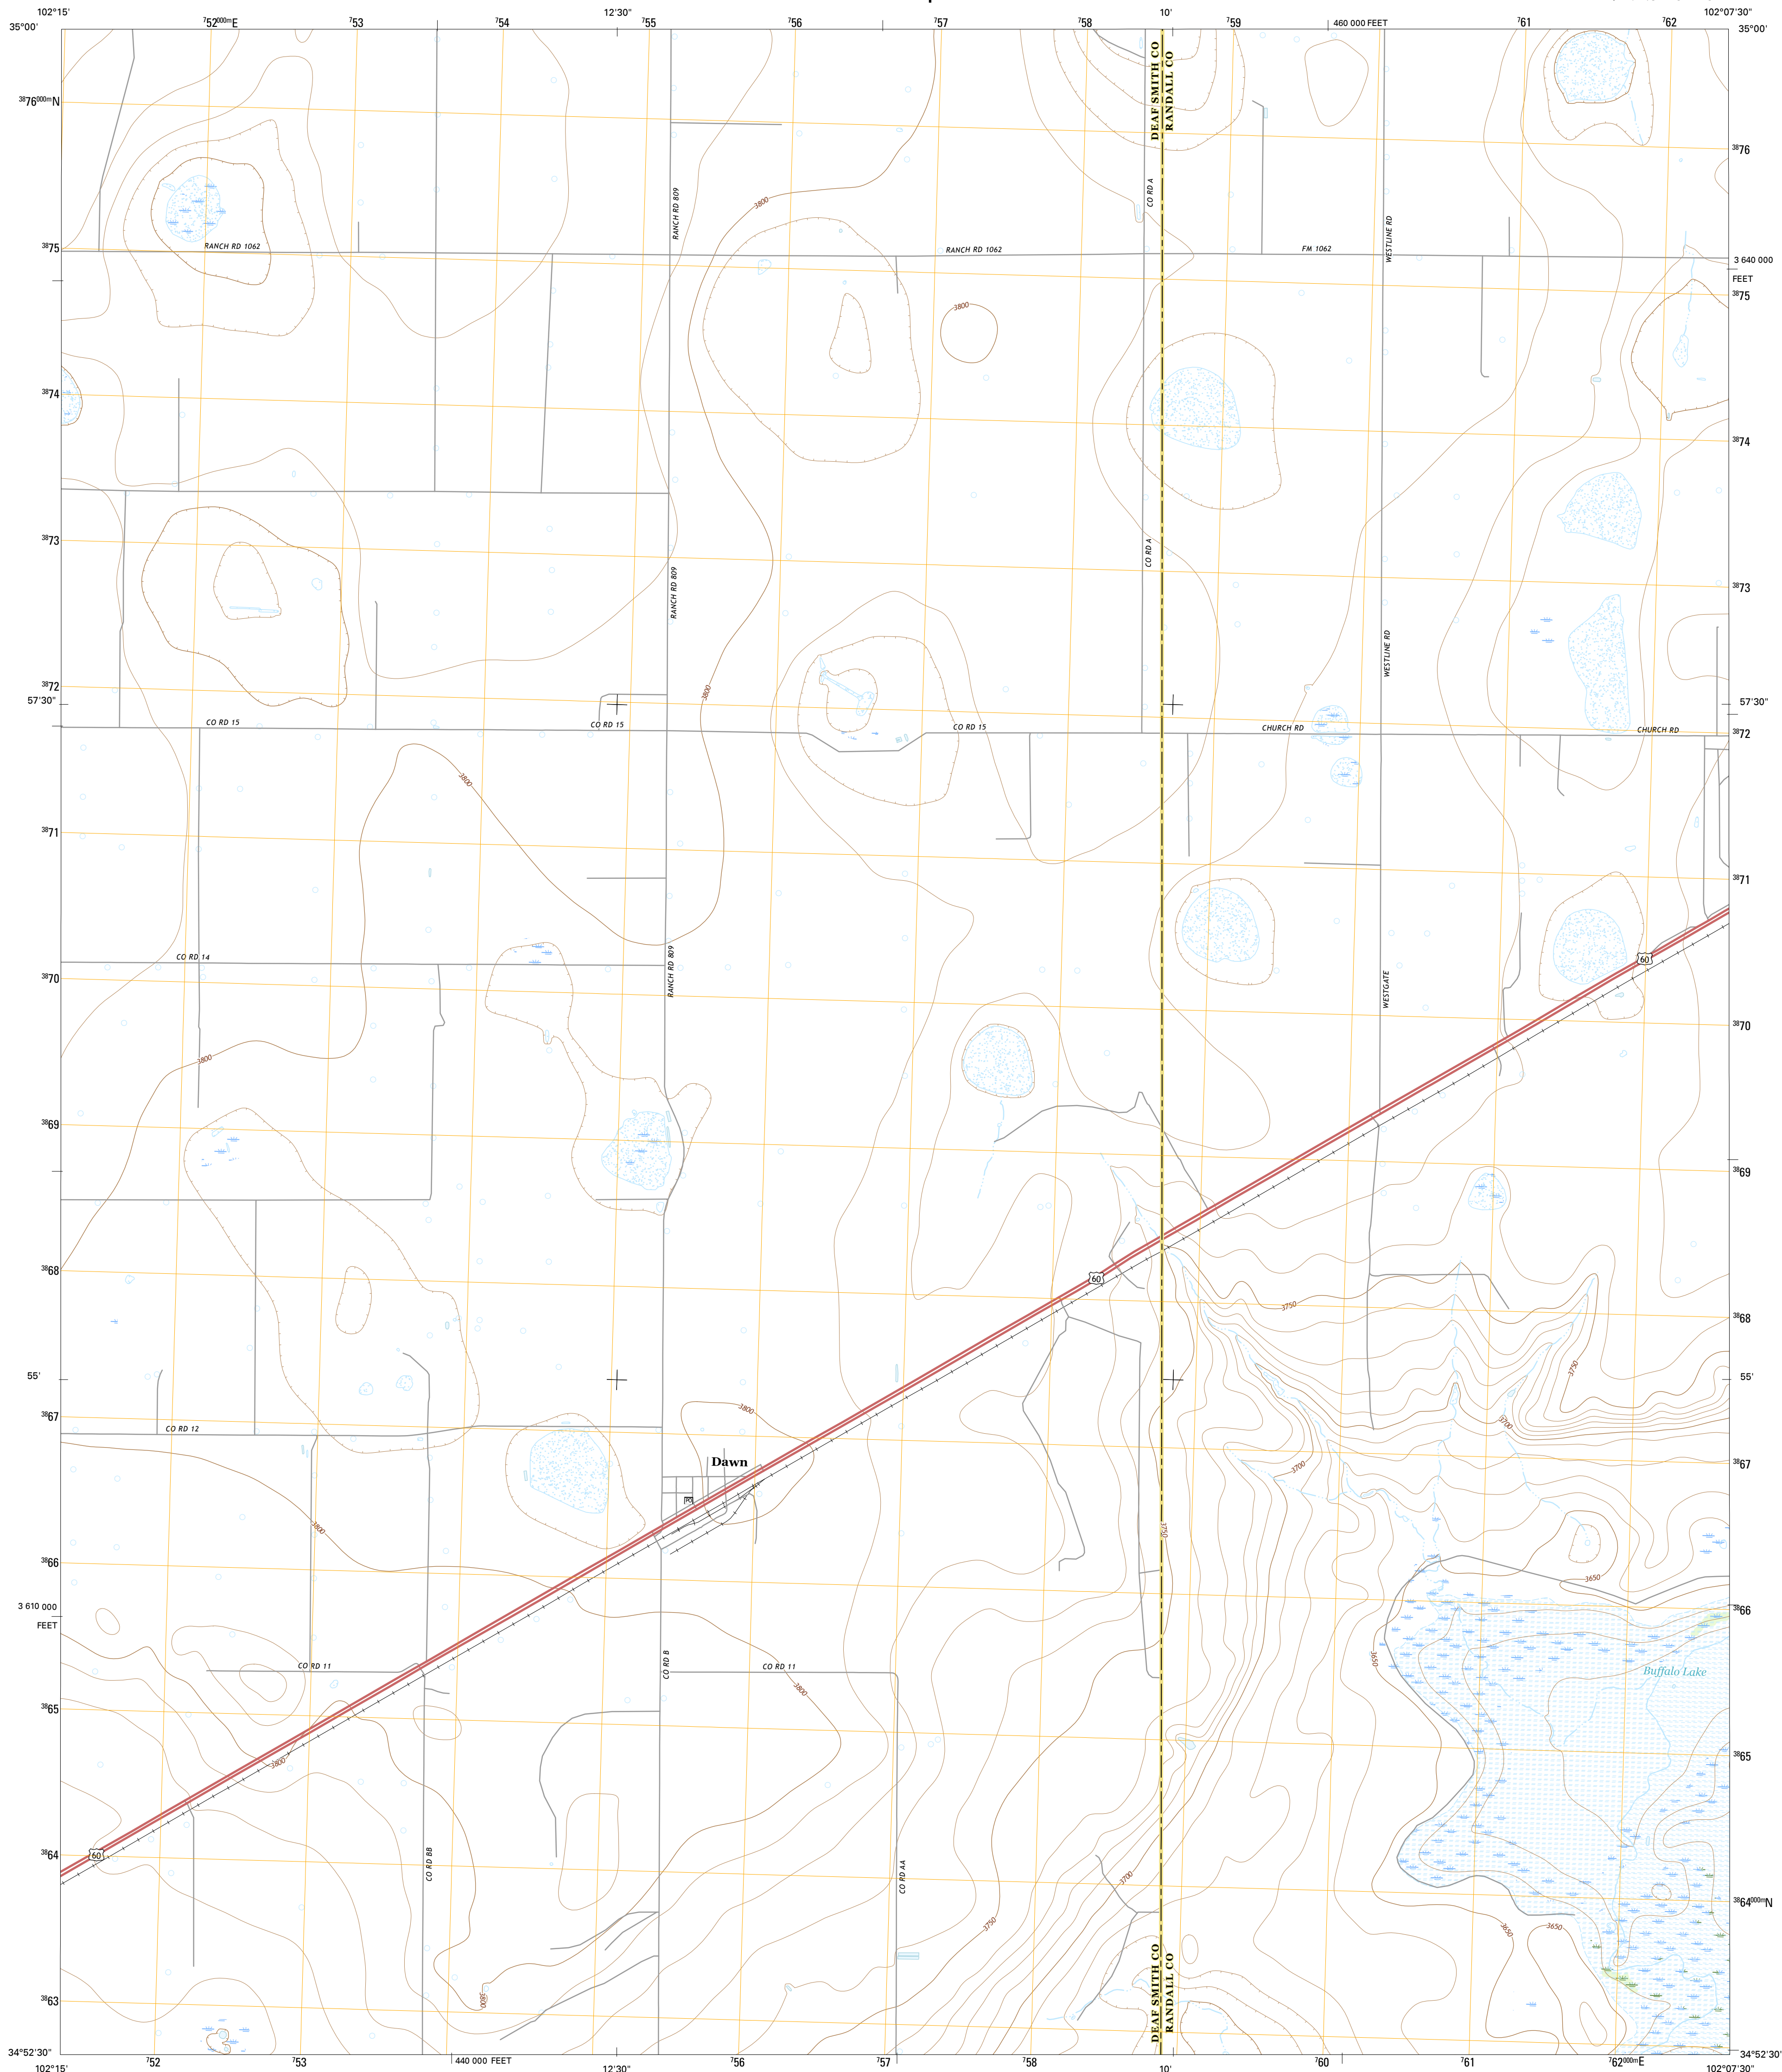 102°15'
⁷52⁰⁰⁰ᵐE
⁷53
⁷54
12'30"
⁷55
⁷56
⁷57
⁷58
10'
⁷59
460 000 FEET
⁷61
⁷62
102°07'30"
35°00'
35°00'
DEAF SMITH CO
RANDALL CO
³⁸76⁰⁰⁰ᵐN
³⁸76
CO RD A
RANCH RD 809
3800
WESTLINE RD
³⁸75
RANCH RD 1062
RANCH RD 1062
FM 1062
3 640 000
FEET
³⁸75
3800
³⁸74
³⁸74
³⁸73
CO RD A
RANCH RD 809
³⁸73
WESTLINE RD
³⁸72
3800
57'30"
57'30"
CO RD 15
CO RD 15
CO RD 15
CHURCH RD
CHURCH RD
³⁸72
3800
³⁸71
³⁸71
CO RD 14
RANCH RD 809
60
³⁸70
WESTGATE
³⁸70
3800
³⁸69
³⁸69
³⁸68
60
3750
³⁸68
55'
3750
55'
3800
³⁸67
CO RD 12
3700
Dawn
3700
³⁸67
PO
3800
3750
³⁸66
3650
3 610 000
FEET
³⁸66
CO RD 11
CO RD B
CO RD 11
3650
Buffalo Lake
3800
³⁸65
3800
³⁸65
60
³⁸64
CO RD BB
CO RD AA
3700
³⁸64⁰⁰⁰ᵐN
3750
3650
3650
DEAF SMITH CO
RANDALL CO
³⁸63
3800
34°52'30"
34°52'30"
102°15'
⁷52
⁷53
440 000 FEET
12'30"
⁷56
⁷57
⁷58
10'
⁷60
⁷61
⁷62⁰⁰⁰ᵐE
102°07'30"